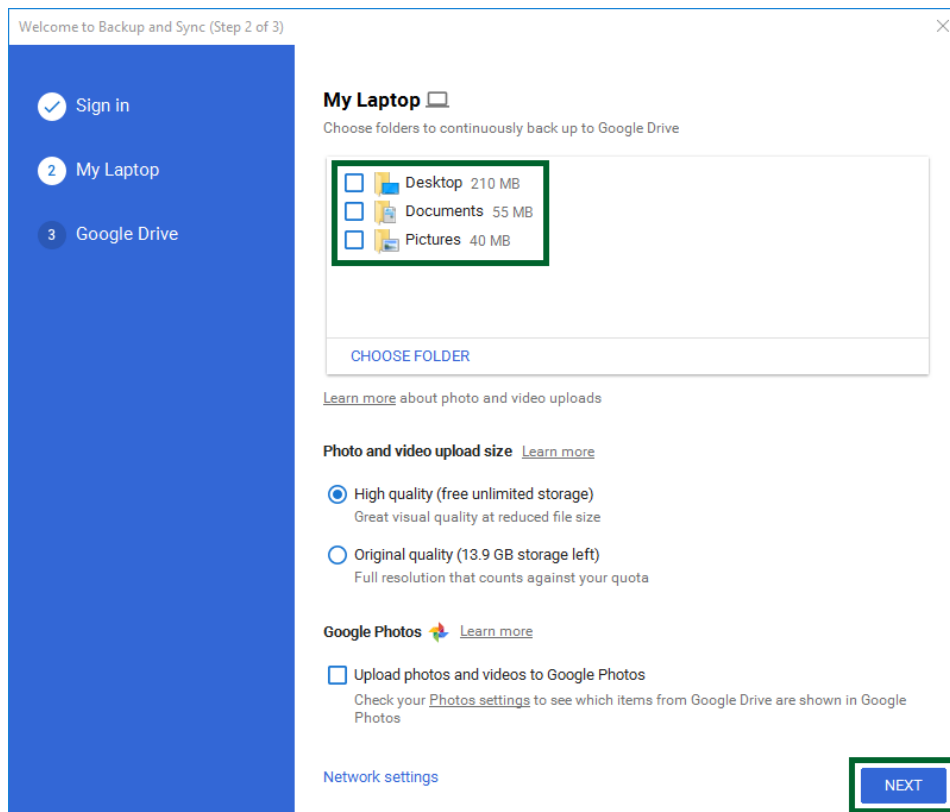 Welcome to Backup and Sync (Step 2 of 3)
Sign in
2 My Laptop
3 Google Drive
My Laptop
Choose folders to continuously back up to Google Drive
Desktop 210 MB
Documents 55 MB
Pictures 40 MB
CHOOSE FOLDER
Learn more about photo and video uploads
Photo and video upload size Learn more
High quality (free unlimited storage)
Great visual quality at reduced file size
Original quality (13.9 GB storage left)
Full resolution that counts against your quota
Google Photos Learn more
Upload photos and videos to Google Photos
Check your Photos settings to see which items from Google Drive are shown in Google
Photos
Network settings
NEXT